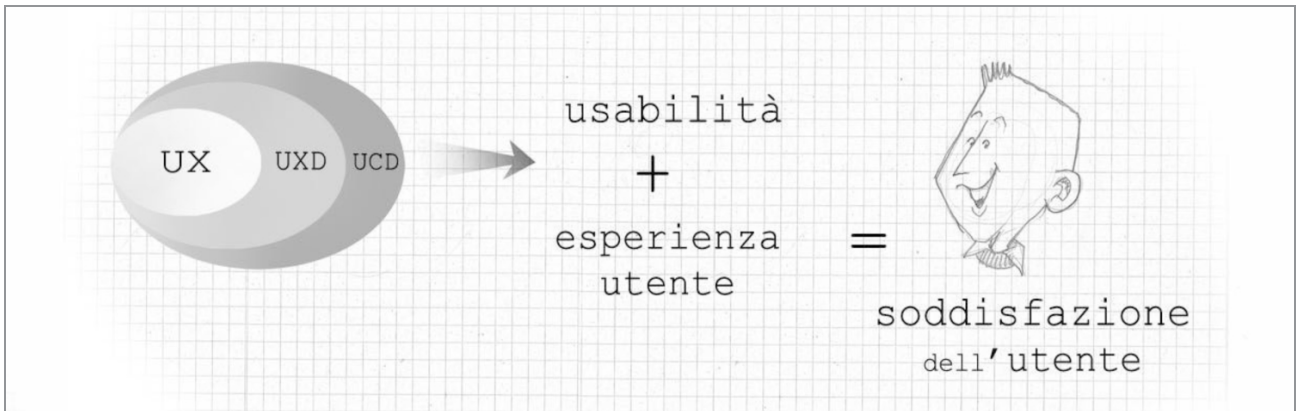 UX UXD UCD
usabilità
+
esperienza
utente
=
soddisfazione
dell'utente